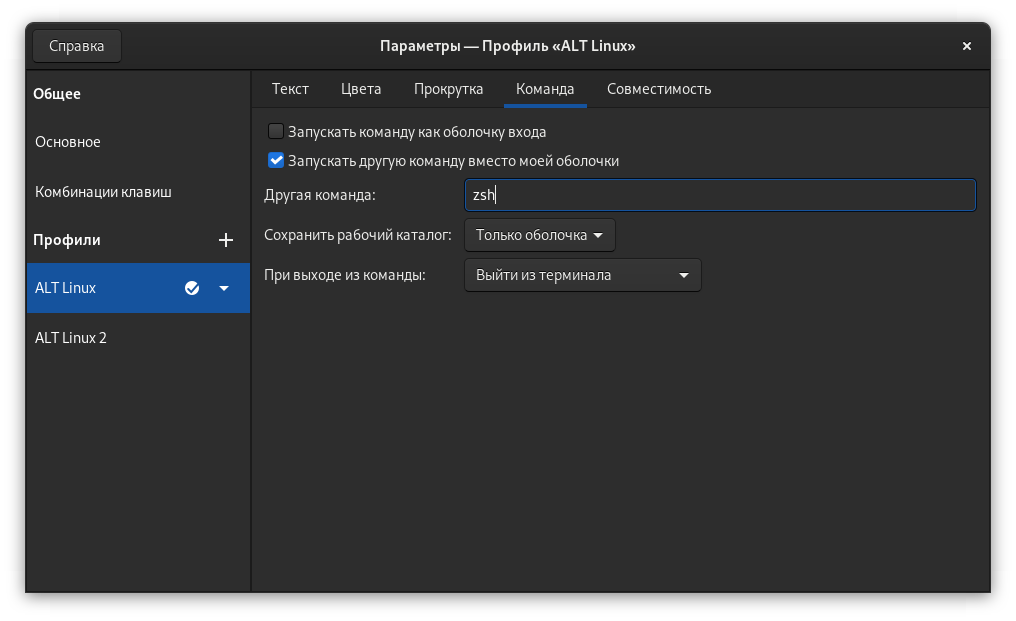 Справка
Параметры — Профиль «ALT Linux»
Общее
Основное
Комбинации клавиш
Профили
ALT Linux
ALT Linux 2
Текст Цвета Прокрутка Команда Совместимость
Запускать команду как оболочку входа
Запускать другую команду вместо моей оболочки
Другая команда: zsh
Сохранить рабочий каталог: Только оболочка
При выходе из команды: Выйти из терминала